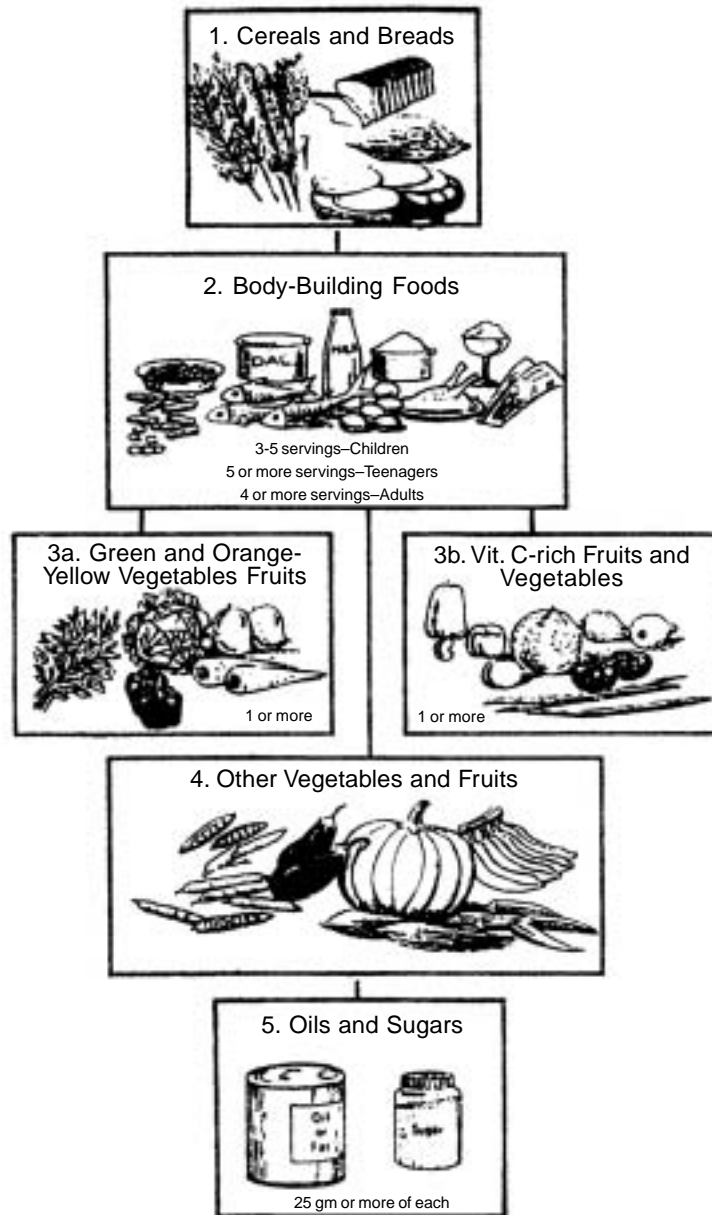 1. Cereals and Breads
2. Body-Building Foods
DAL
MILK
3-5 servings–Children
5 or more servings–Teenagers
4 or more servings–Adults
3a. Green and Orange-
Yellow Vegetables Fruits
1 or more
3b. Vit. C-rich Fruits and
Vegetables
1 or more
4. Other Vegetables and Fruits
5. Oils and Sugars
Oil
or
Fat
Sugar
25 gm or more of each